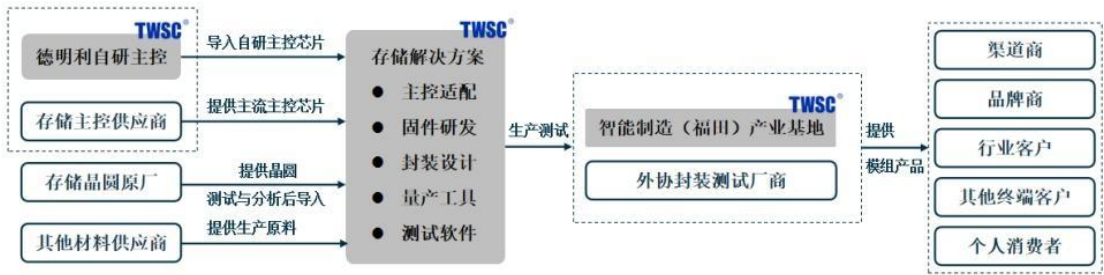 TWSC®
德明利自研主控
存储主控供应商
存储晶圆原厂
其他材料供应商
导入自研主控芯片
提供主流主控芯片
提供晶圆
测试与分析后导入
提供生产原料
TWSC®
存储解决方案
● 主控适配
● 固件研发
● 封装设计
● 量产工具
● 测试软件
生产测试
TWSC®
智能制造（福田）产业基地
外协封装测试厂商
提供
模组产品
渠道商
品牌商
行业客户
其他终端客户
个人消费者